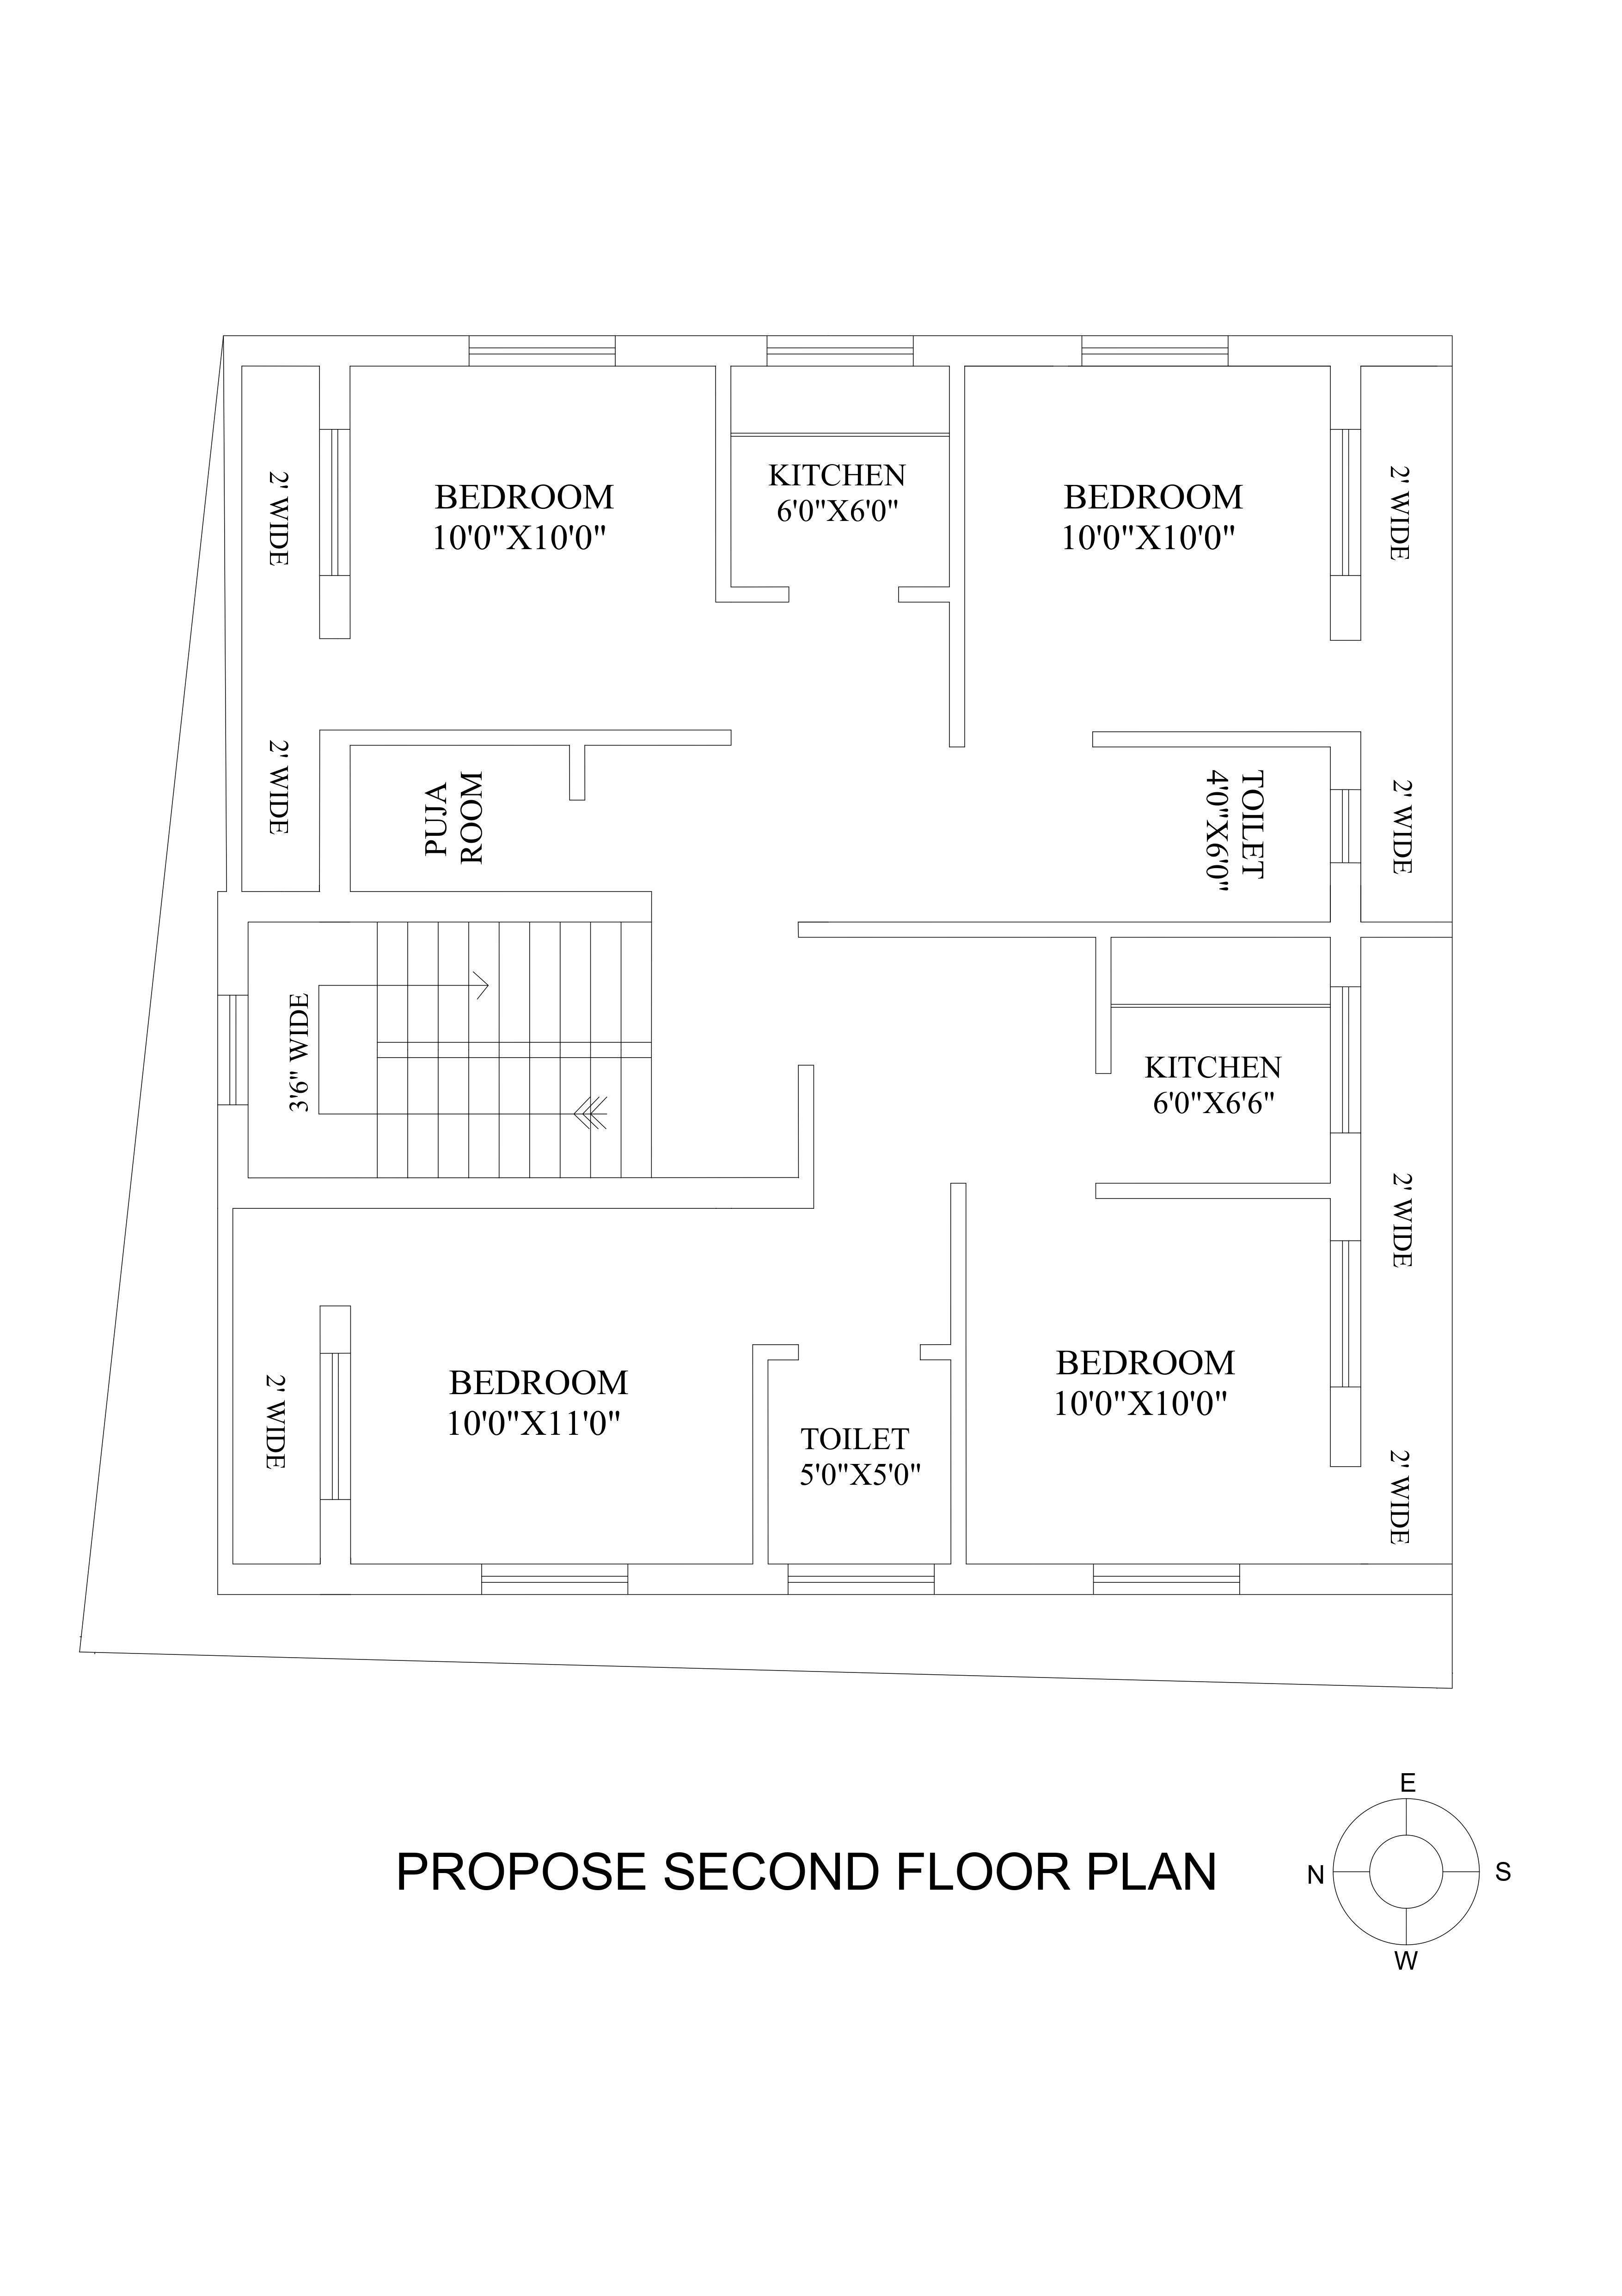 2' WIDE
BEDROOM
10'0"X10'0"
KITCHEN
6'0"X6'0"
BEDROOM
10'0"X10'0"
2' WIDE
2' WIDE
PUJA
ROOM
TOILET
4'0"X6'0"
2' WIDE
3'6" WIDE
KITCHEN
6'0"X6'6"
2' WIDE
2' WIDE
BEDROOM
10'0"X11'0"
TOILET
5'0"X5'0"
BEDROOM
10'0"X10'0"
2' WIDE
PROPOSE SECOND FLOOR PLAN
E
N
S
W